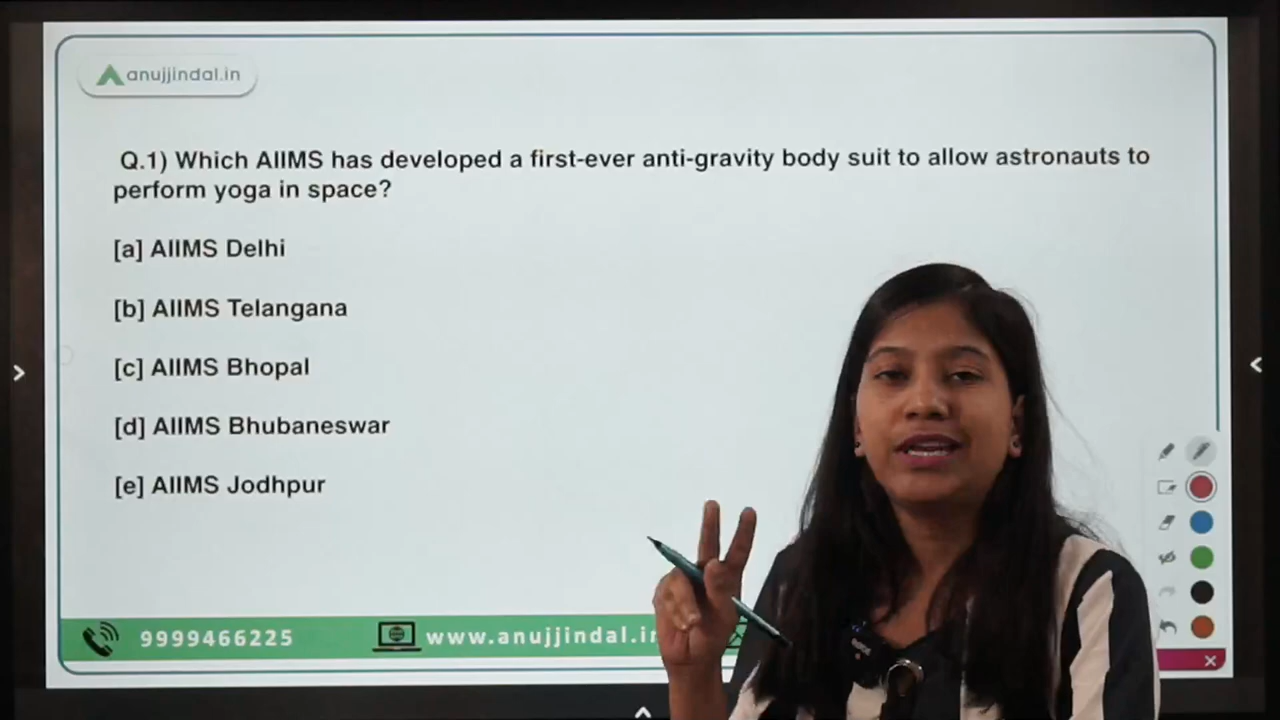 anujjindal.in
Q.1) Which AIIMS has developed a first-ever anti-gravity body suit to allow astronauts to
perform yoga in space?
[a] AIIMS Delhi
[b] AIIMS Telangana
[c] AIIMS Bhopal
[d] AIIMS Bhubaneswar
[e] AIIMS Jodhpur
9999466225
www.anujjindal.in